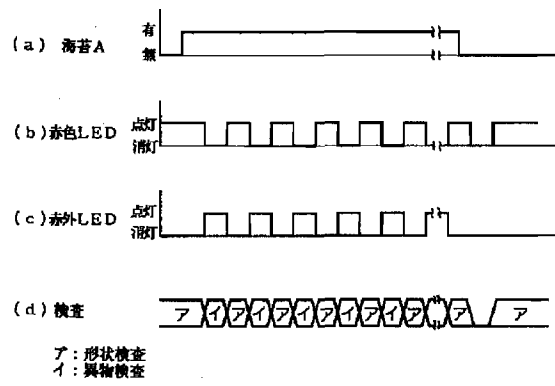 有
(a) 海苔A
無
点灯
(b)赤色LED
消灯
点灯
(c)赤外LED
消灯
(d)検査 ア イ ア イ ア イ ア イ ア イ ア ア ア
ア:形状検査
イ:異物検査